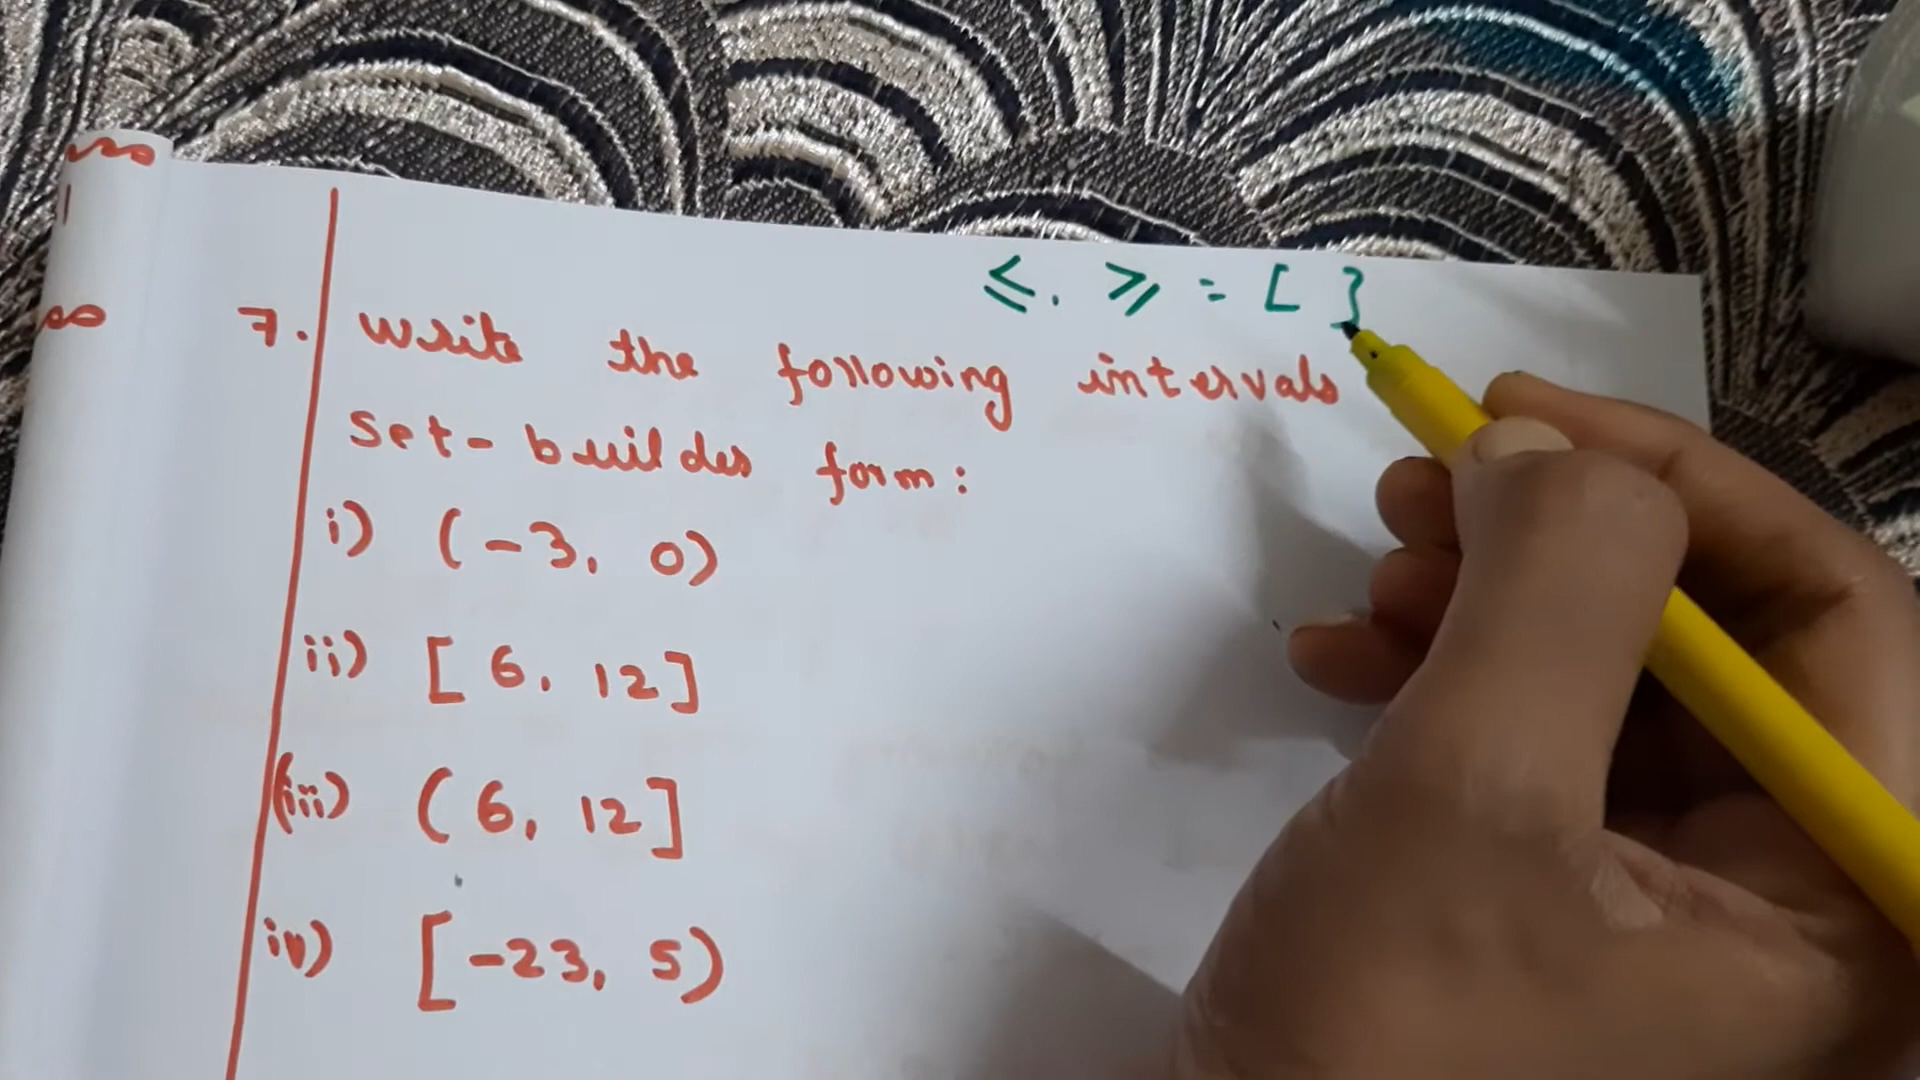 ≤, ≥ = [ ]
7. Write the following intervals
set-builder form:
i) (-3, 0)
ii) [6, 12]
(iii) (6, 12]
iv) [-23, 5)